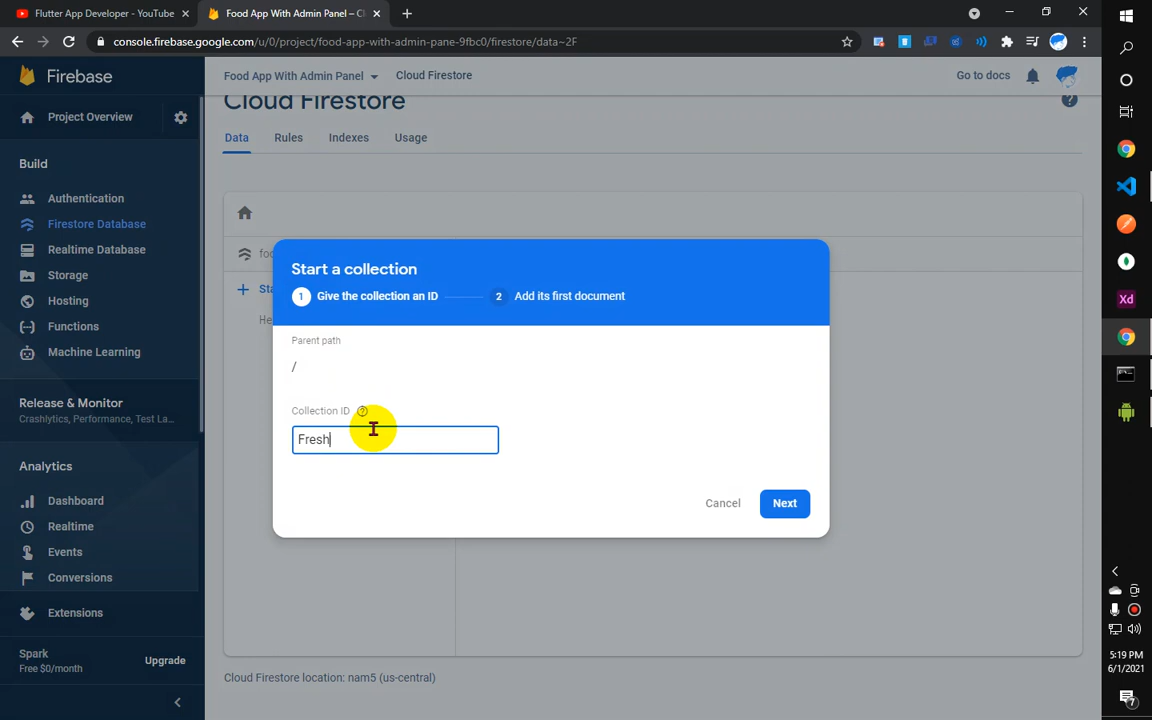 Flutter App Developer - YouTube
Food App With Admin Panel – C
console.firebase.google.com/u/0/project/food-app-with-admin-pane-9fbc0/firestore/data~2F
Firebase
Food App With Admin Panel
Cloud Firestore
Go to docs
Project Overview
Cloud Firestore
Data
Rules
Indexes
Usage
Build
Authentication
Firestore Database
Realtime Database
Storage
Hosting
Functions
Machine Learning
foo
Sta
He
Start a collection
1 Give the collection an ID
2 Add its first document
Parent path
/
Collection ID
Fresh
Cancel
Next
Release & Monitor
Crashlytics, Performance, Test La...
Analytics
Dashboard
Realtime
Events
Conversions
Extensions
Spark
Free $0/month
Upgrade
Cloud Firestore location: nam5 (us-central)
Xd
5:19 PM
6/1/2021
7